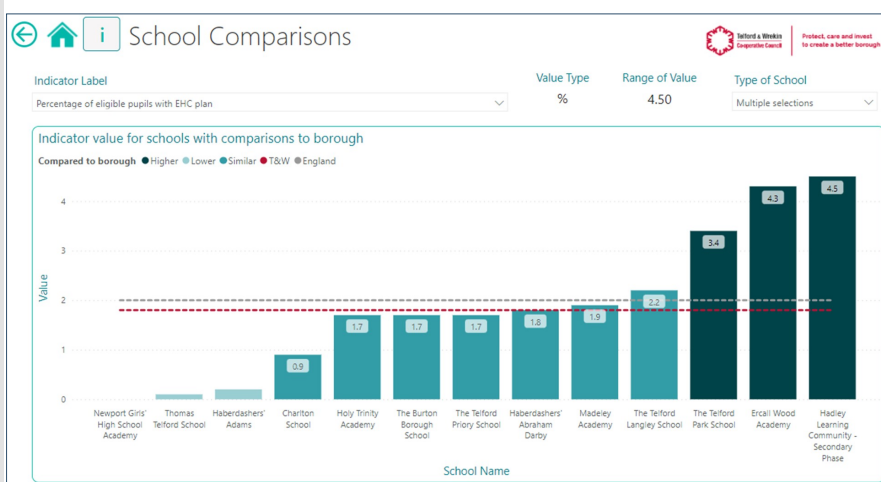 i
School Comparisons
Telford & Wrekin
Co-operative Council
Protect, care and invest
to create a better borough
Indicator Label
Value Type
Range of Value
Type of School
Percentage of eligible pupils with EHC plan
%
4.50
Multiple selections
Indicator value for schools with comparisons to borough
Compared to borough Higher Lower Similar T&W England
Value
4
3
2
1
0
0.9
1.7
1.7
1.7
1.8
1.9
2.2
3.4
4.3
4.5
Newport Girls'
High School
Academy
Thomas
Telford School
Haberdashers'
Adams
Charlton
School
Holy Trinity
Academy
The Burton
Borough
School
The Telford
Priory School
Haberdashers'
Abraham
Darby
Madeley
Academy
The Telford
Langley School
The Telford
Park School
Ercall Wood
Academy
Hadley
Learning
Community -
Secondary
Phase
School Name